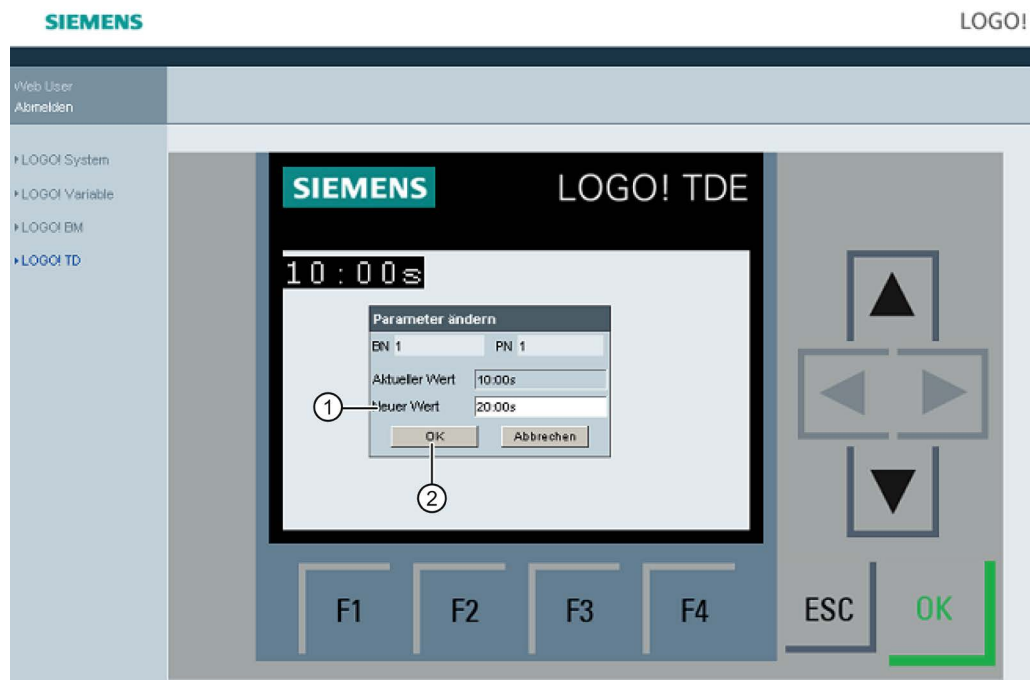 SIEMENS LOGO!
Web User
Abmelden
LOGO! System
LOGO! Variable
LOGO! BM
LOGO! TD
SIEMENS LOGO! TDE
10:00s
Parameter ändern
BN 1 PN 1
Aktueller Wert 10:00s
1 Neuer Wert 20:00s
OK Abbrechen
2
F1 F2 F3 F4 ESC OK